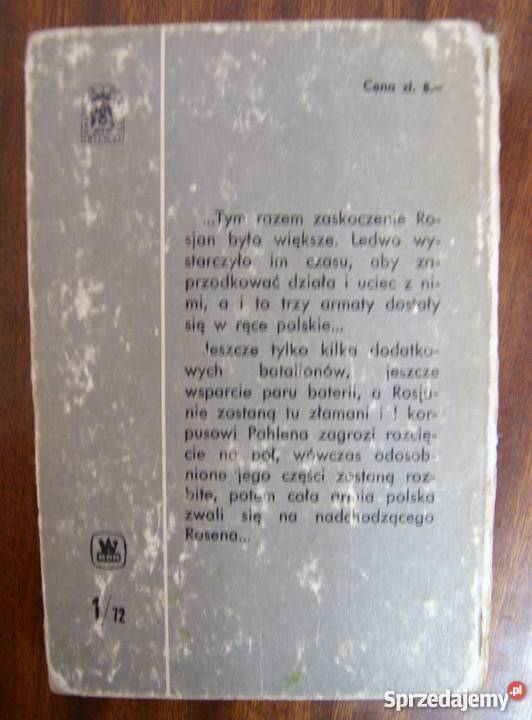 Cena zł. 8.—
...Tym razem zaskoczenie Ro-
sjan było większe. Ledwo wy-
starczyło im czasu, aby za-
przodkować działa i uciec z ni-
mi, a i to trzy armaty dostały
się w ręce polskie...
Jeszcze tylko kilka dodatko-
wych batalionów, jeszcze
wsparcie paru baterii, a Rosja-
nie zostaną tu złamani i I kor-
pusowi Pahlena zagrozi rozcię-
cie na pół, wówczas odosob-
nione jego części zostaną roz-
bite, potem cała armia polska
zwali się na nadchodzącego
Rosena...
W
MON
1/72
Sprzedajemy.pl